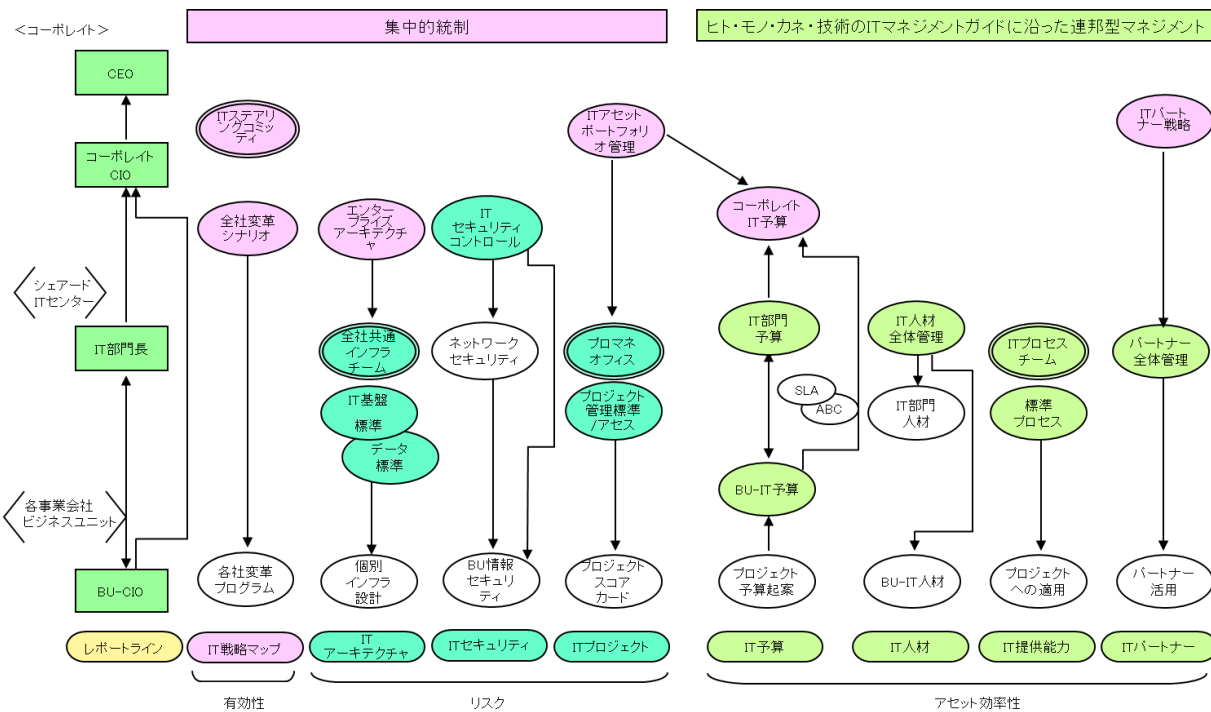 <コーポレイト>
集中的統制
ヒト・モノ・カネ・技術のITマネジメントガイドに沿った連邦型マネジメント
CEO
コーポレイト
CIO
ITステアリ
ングコミッ
ティ
ITアセット
ポートフォリ
オ管理
ITパート
ナー戦略
全社変革
シナリオ
エンター
プライズ
アーキテクチ
ャ
IT
セキュリティ
コントロール
コーポレイト
IT予算
シェアード
ITセンター
IT部門長
全社共通
インフラ
チーム
ネットワーク
セキュリティ
プロマネ
オフィス
IT部門
予算
IT人材
全体管理
ITプロセス
チーム
パートナー
全体管理
IT基盤
標準
データ
標準
プロジェクト
管理標準
/アセス
SLA
ABC
IT部門
人材
標準
プロセス
各事業会社
ビジネスユニット
BU-IT予算
BU-CIO
各社変革
プログラム
個別
インフラ
設計
BU情報
セキュリ
ティ
プロジェクト
スコア
カード
プロジェクト
予算起案
BU-IT人材
プロジェクト
への適用
パートナー
活用
レポートライン
IT戦略マップ
IT
アーキテクチャ
ITセキュリティ
ITプロジェクト
IT予算
IT人材
IT提供能力
ITパートナー
有効性
リスク
アセット効率性